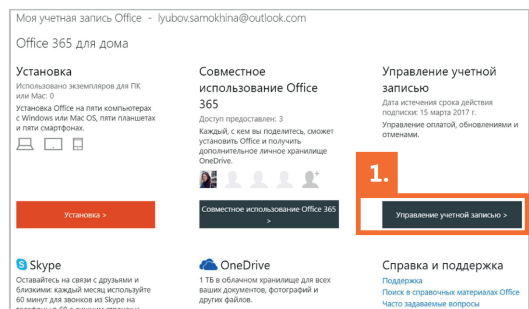 Моя учетная запись Office - lyubov.samokhina@outlook.com
Office 365 для дома
Установка
Использовано экземпляров для ПК
или Mac: 0
Установка Office на пяти компьютерах
с Windows или Mac OS, пяти планшетах
и пяти смартфонах.
Установка >
Совместное
использование Office
365
Доступ предоставлен: 3
Каждый, с кем вы поделитесь, сможет
установить Office и получить
дополнительное личное хранилище
OneDrive.
Совместное использование Office 365
>
Управление учетной
записью
Дата истечения срока действия
подписки: 15 марта 2017 г.
Управление оплатой, обновлениями и
отменами.
1.
Управление учетной записью >
Skype
Оставайтесь на связи с друзьями и
близкими: каждый месяц используйте
60 минут для звонков из Skype на
OneDrive
1 ТБ в облачном хранилище для всех
ваших документов, фотографий и
других файлов.
Справка и поддержка
Поддержка
Поиск в справочных материалах Office
Часто задаваемые вопросы